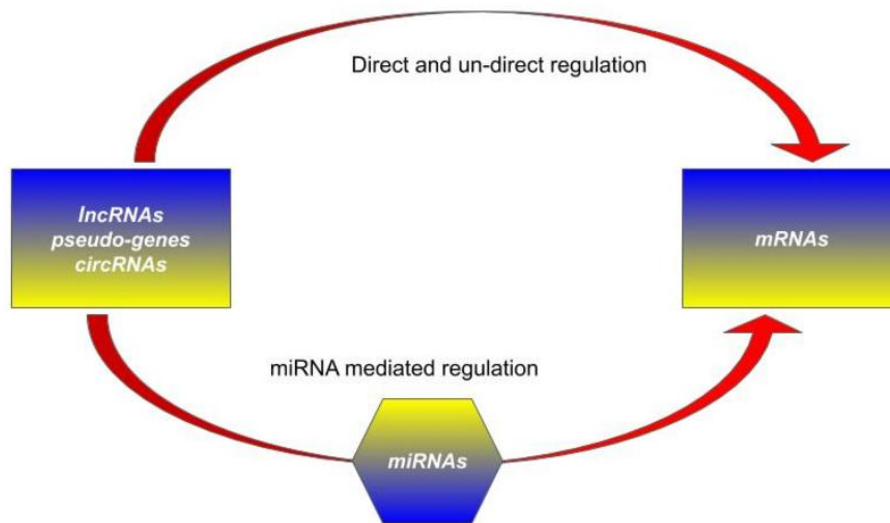 Direct and un-direct regulation
lncRNAs
pseudo-genes
circRNAs
mRNAs
miRNA mediated regulation
miRNAs